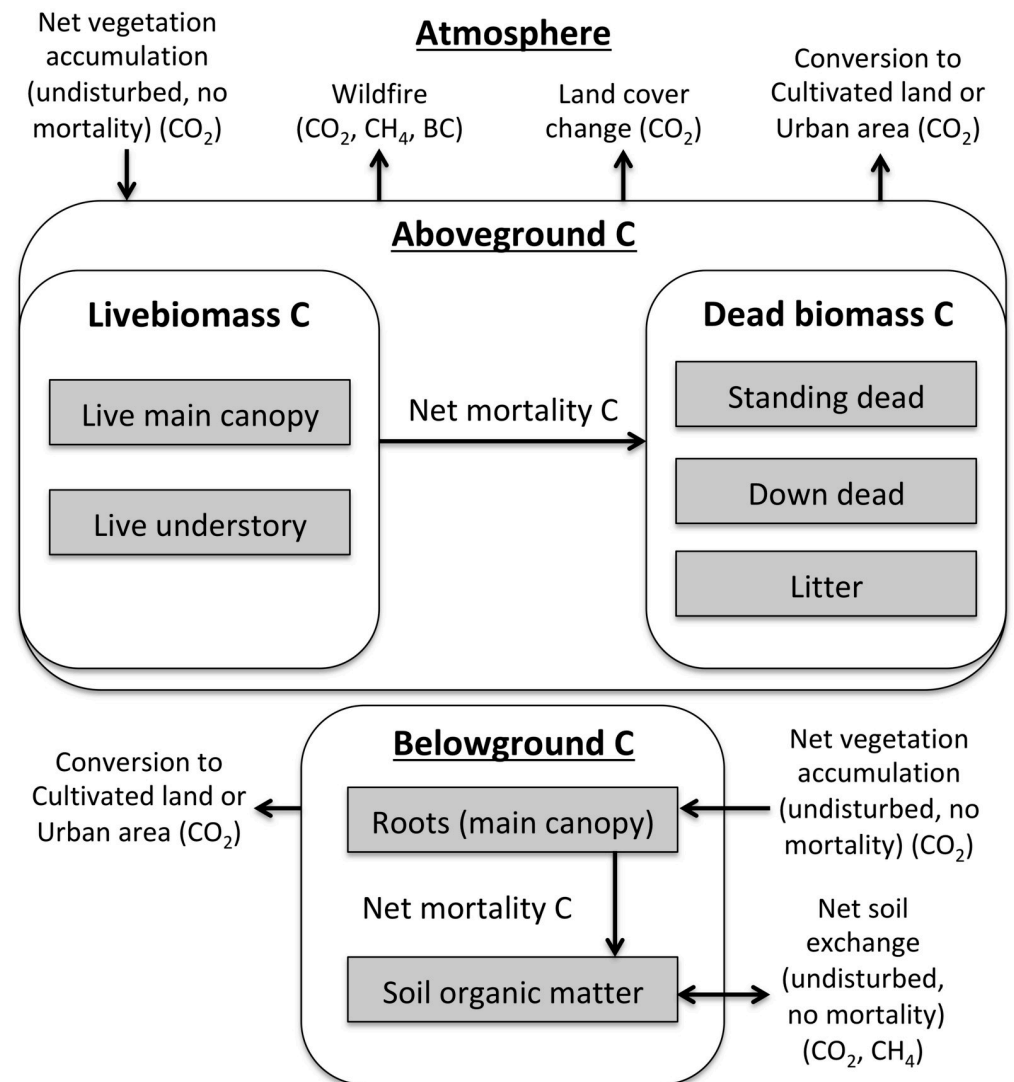 Net vegetation
accumulation
(undisturbed, no
mortality) (CO₂)
Atmosphere
Wildfire
(CO₂, CH₄, BC)
Land cover
change (CO₂)
Conversion to
Cultivated land or
Urban area (CO₂)
Aboveground C
Livebiomass C
Live main canopy
Live understory
Net mortality C
Dead biomass C
Standing dead
Down dead
Litter
Belowground C
Conversion to
Cultivated land or
Urban area (CO₂)
Roots (main canopy)
Net mortality C
Soil organic matter
Net vegetation
accumulation
(undisturbed, no
mortality) (CO₂)
Net soil
exchange
(undisturbed,
no mortality)
(CO₂, CH₄)